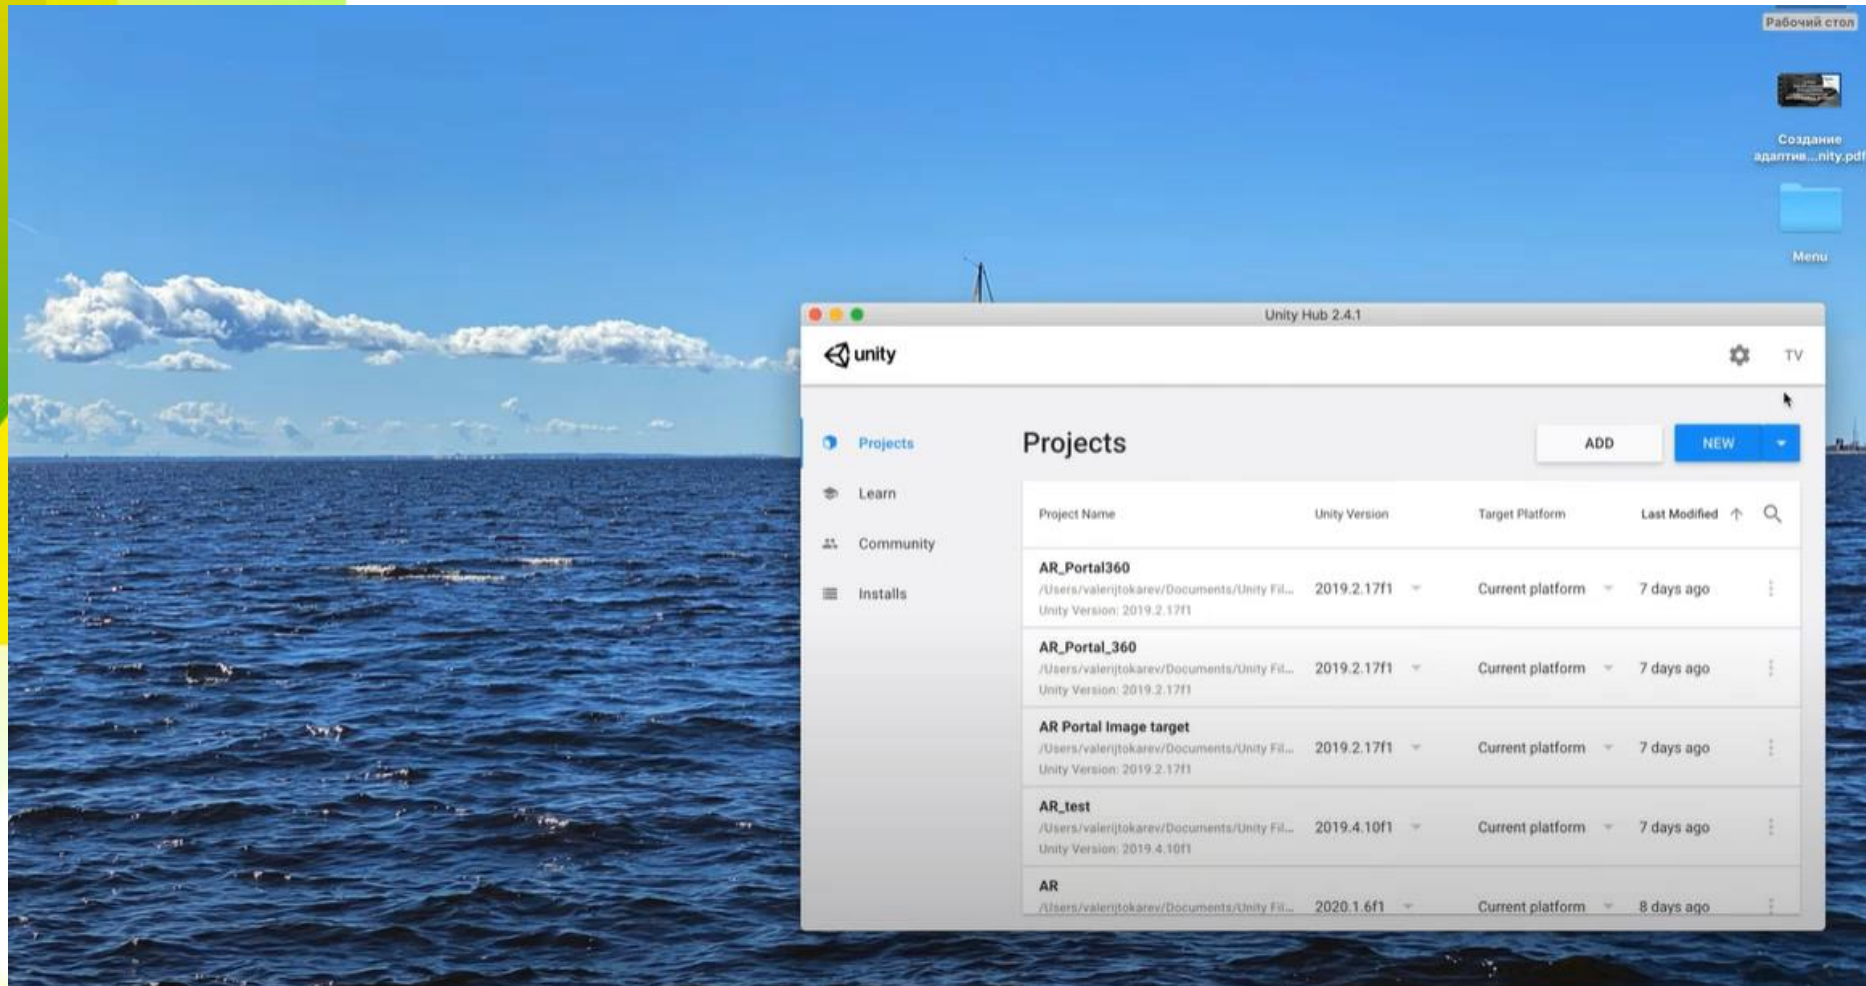 Рабочий стол
Создание
адаптив...nity.pdf
Menu
Unity Hub 2.4.1
unity
TV
Projects
Learn
Community
Installs
Projects
ADD
NEW
Project Name Unity Version Target Platform Last Modified
AR_Portal360
/Users/valerijtokarev/Documents/Unity Fil... 2019.2.17f1 Current platform 7 days ago
Unity Version: 2019.2.17f1
AR_Portal_360
/Users/valerijtokarev/Documents/Unity Fil... 2019.2.17f1 Current platform 7 days ago
Unity Version: 2019.2.17f1
AR Portal Image target
/Users/valerijtokarev/Documents/Unity Fil... 2019.2.17f1 Current platform 7 days ago
Unity Version: 2019.2.17f1
AR_test
/Users/valerijtokarev/Documents/Unity Fil... 2019.4.10f1 Current platform 7 days ago
Unity Version: 2019.4.10f1
AR
/Users/valerijtokarev/Documents/Unity Fil... 2020.1.6f1 Current platform 8 days ago